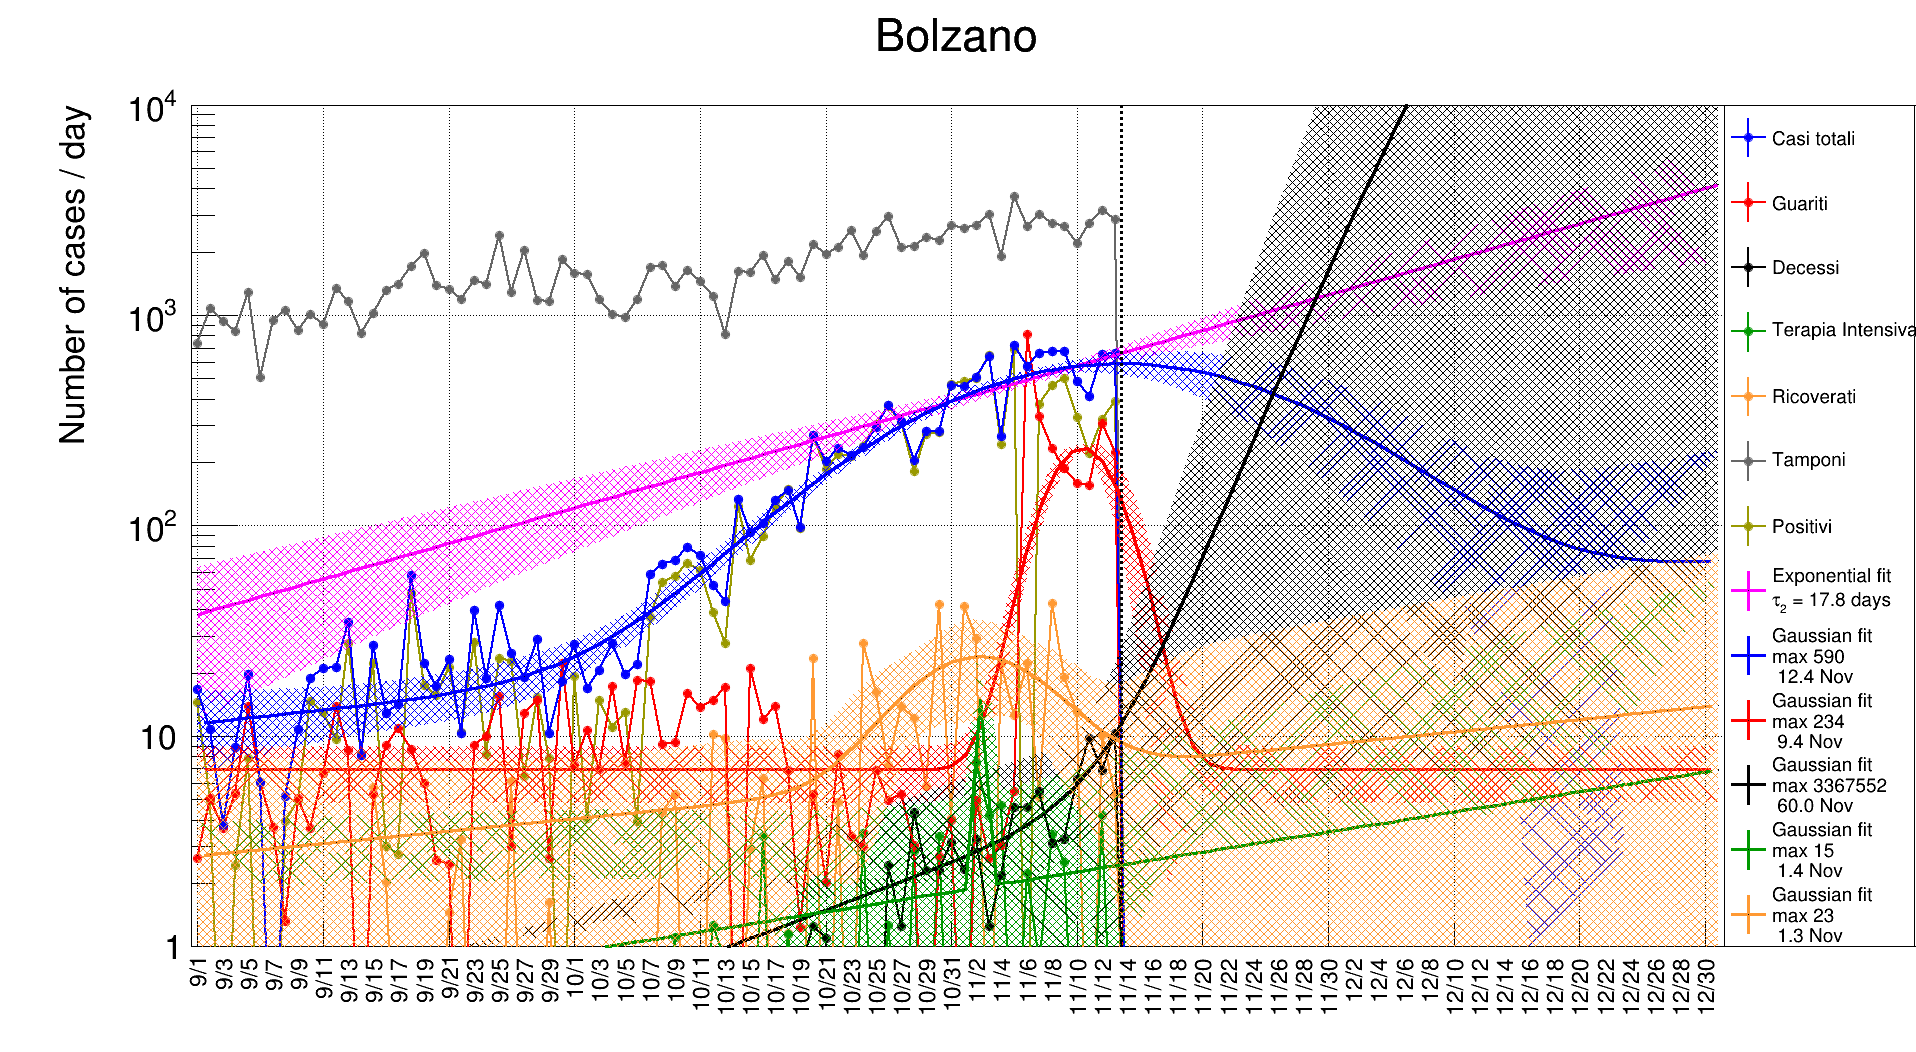 Bolzano
Number of cases / day
10^4
10^3
10^2
10
1
9/1
9/3
9/5
9/7
9/9
9/11
9/13
9/15
9/17
9/19
9/21
9/23
9/25
9/27
9/29
10/1
10/3
10/5
10/7
10/9
10/11
10/13
10/15
10/17
10/19
10/21
10/23
10/25
10/27
10/29
10/31
11/2
11/4
11/6
11/8
11/10
11/12
11/14
11/16
11/18
11/20
11/22
11/24
11/26
11/28
11/30
12/2
12/4
12/6
12/8
12/10
12/12
12/14
12/16
12/18
12/20
12/22
12/24
12/26
12/28
12/30
Casi totali
Guariti
Decessi
Terapia Intensiva
Ricoverati
Tamponi
Positivi
Exponential fit
τ2 = 17.8 days
Gaussian fit
max 590
12.4 Nov
Gaussian fit
max 234
9.4 Nov
Gaussian fit
max 3367552
60.0 Nov
Gaussian fit
max 15
1.4 Nov
Gaussian fit
max 23
1.3 Nov